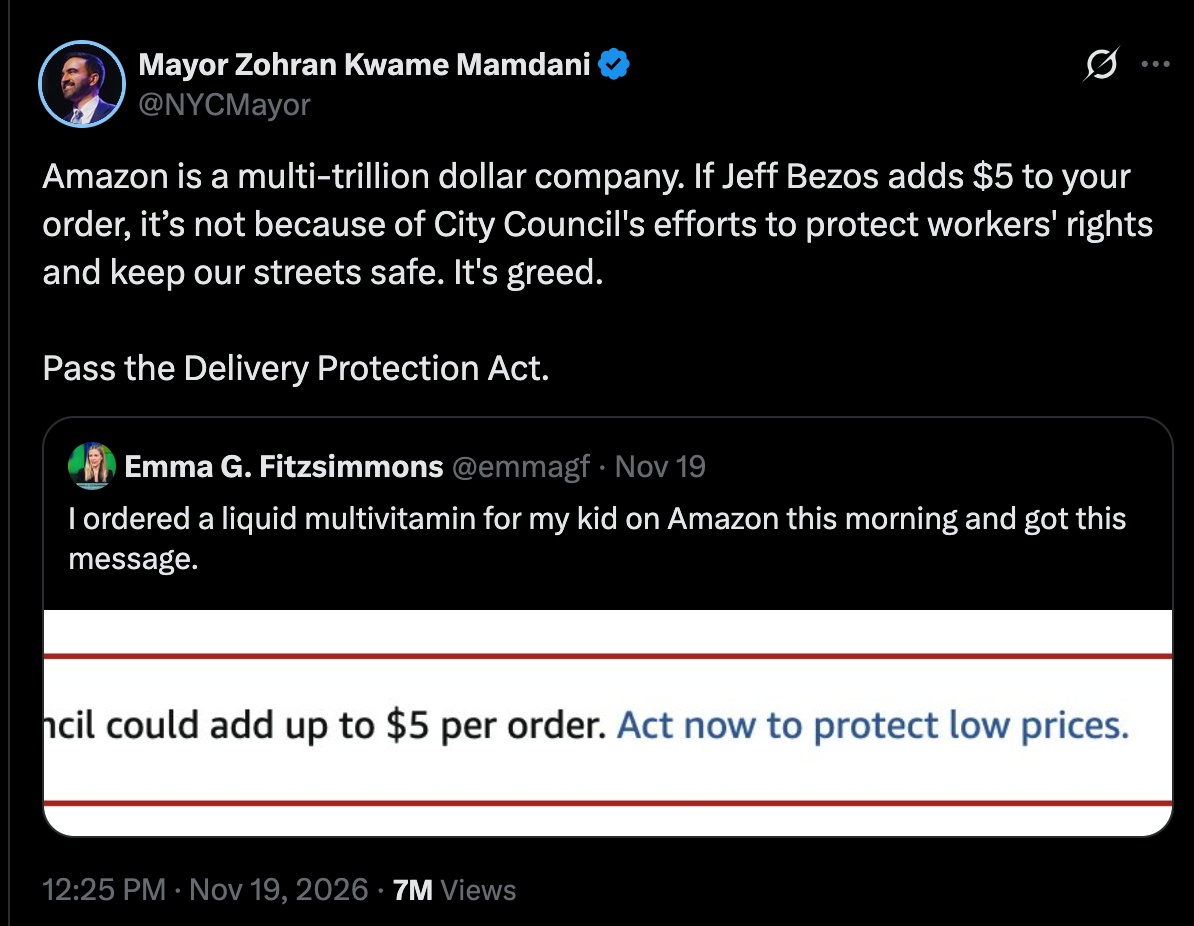 Mayor Zohran Kwame Mamdani
@NYCMayor
Amazon is a multi-trillion dollar company. If Jeff Bezos adds $5 to your
order, it’s not because of City Council's efforts to protect workers' rights
and keep our streets safe. It's greed.
Pass the Delivery Protection Act.
Emma G. Fitzsimmons @emmagf · Nov 19
I ordered a liquid multivitamin for my kid on Amazon this morning and got this
message.
ncil could add up to $5 per order. Act now to protect low prices.
12:25 PM · Nov 19, 2026 · 7M Views